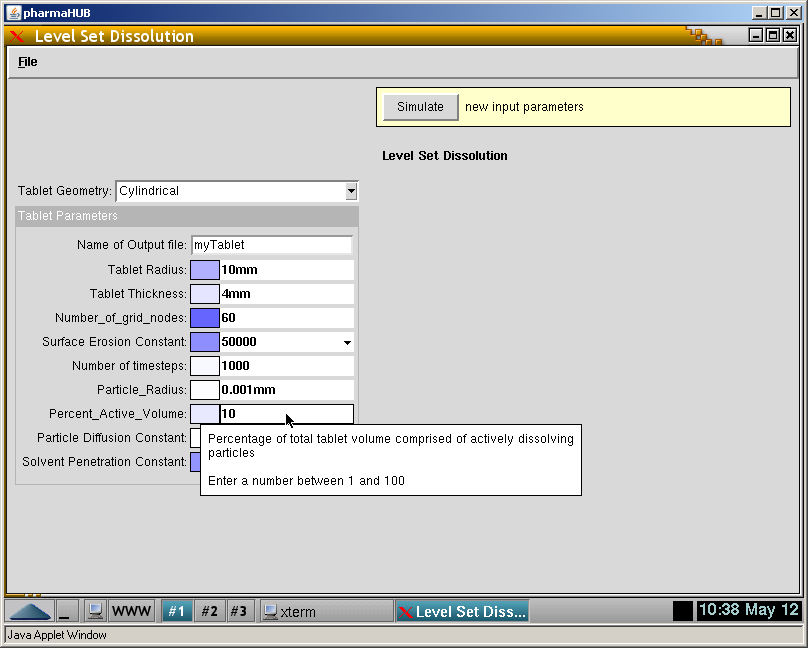 pharmaHUB
Level Set Dissolution
File
Simulate new input parameters
Level Set Dissolution
Tablet Geometry: Cylindrical
Tablet Parameters
Name of Output file: myTablet
Tablet Radius: 10mm
Tablet Thickness: 4mm
Number_of_grid_nodes: 60
Surface Erosion Constant: 50000
Number of timesteps: 1000
Particle_Radius: 0.001mm
Percent_Active_Volume: 10
Particle Diffusion Constant:
Solvent Penetration Constant:
Percentage of total tablet volume comprised of actively dissolving
particles
Enter a number between 1 and 100
WWW #1 #2 #3 xterm Level Set Diss... 10:38 May 12
Java Applet Window